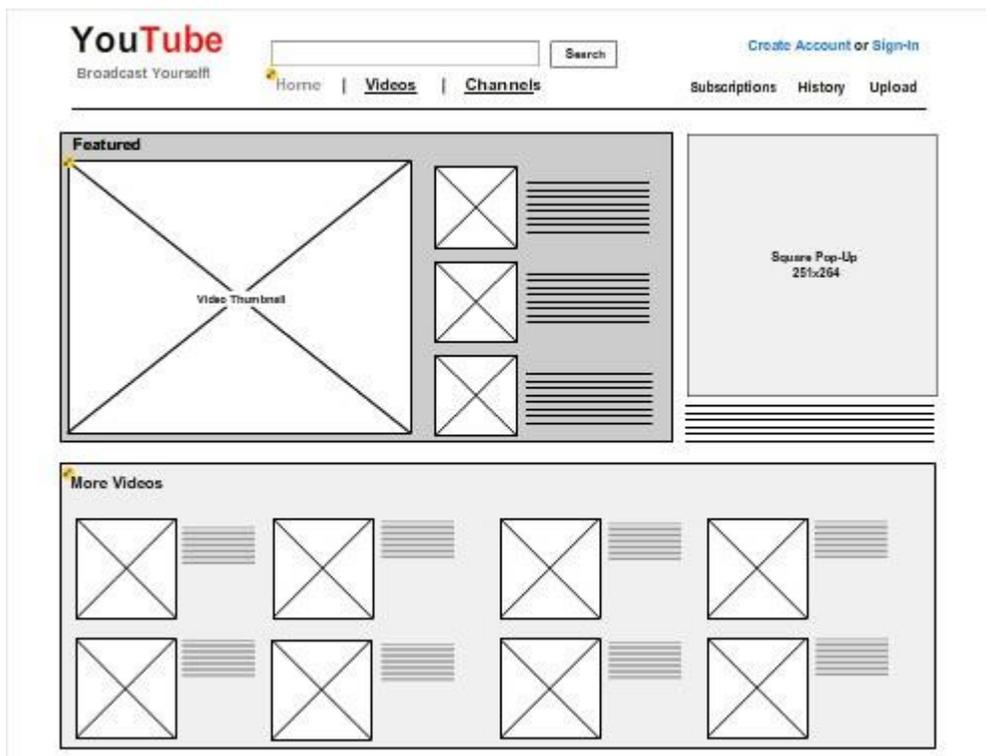 YouTube
Broadcast Yourself!
Search
Create Account or Sign-In
Home | Videos | Channels
Subscriptions History Upload
Featured
Video Thumbnail
Square Pop-Up
251x264
More Videos